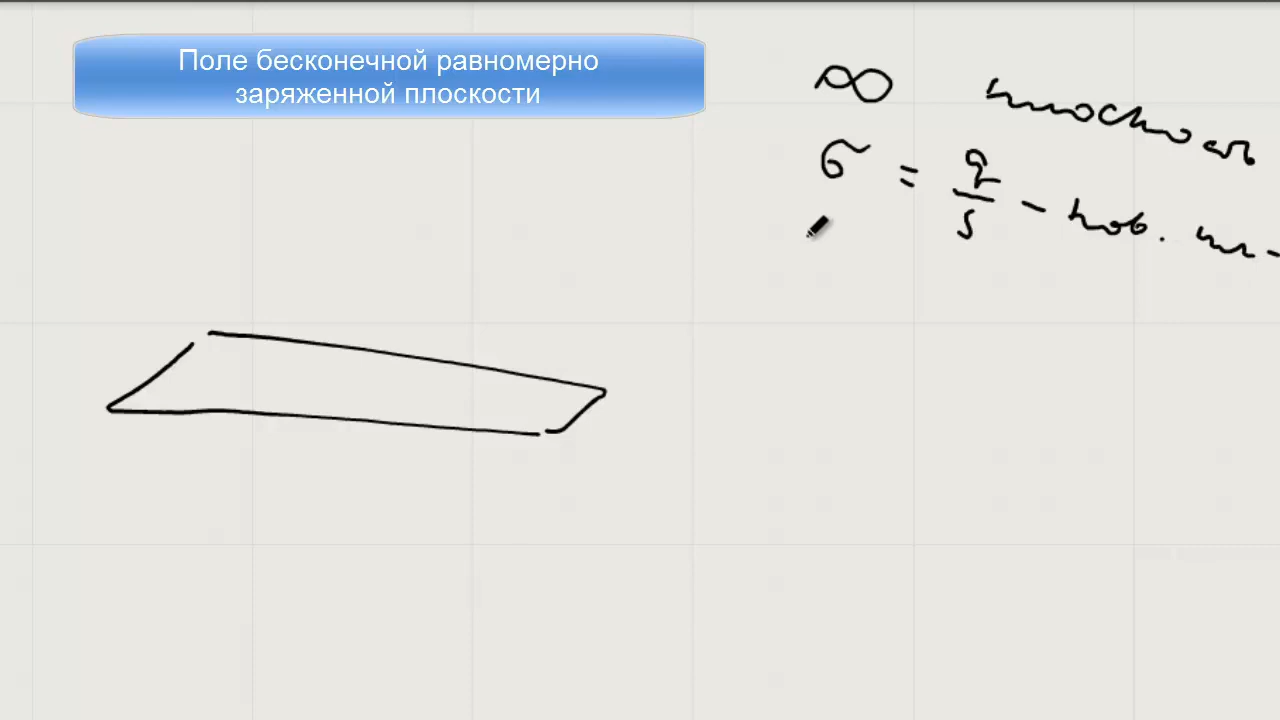 Поле бесконечной равномерно
заряженной плоскости
∞ плоскость
σ = q/S - пов. пл-